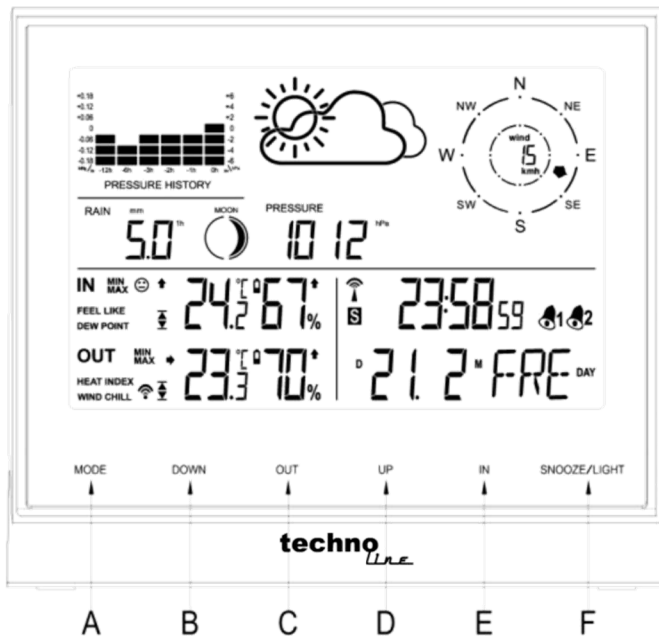 +0.18 +6
+0.12 +4
+0.06 +2
0 0
-0.06 -2
-0.12 -4
-0.18 -6
-12h -6h -3h -2h -1h 0h
PRESSURE HISTORY
N
NW NE
W E
SW SE
S
wind
15
kmh
RAIN mm MOON PRESSURE
5.0 1h 1012 hPa
IN MIN MAX
FEEL LIKE
DEW POINT
24.2 °C 67%
OUT MIN MAX
HEAT INDEX
WIND CHILL
23.3 °C 70%
S 23:58 59 1 2
D 21. 2 M FRE DAY
MODE DOWN OUT UP IN SNOOZE/LIGHT
techno
line
A B C D E F